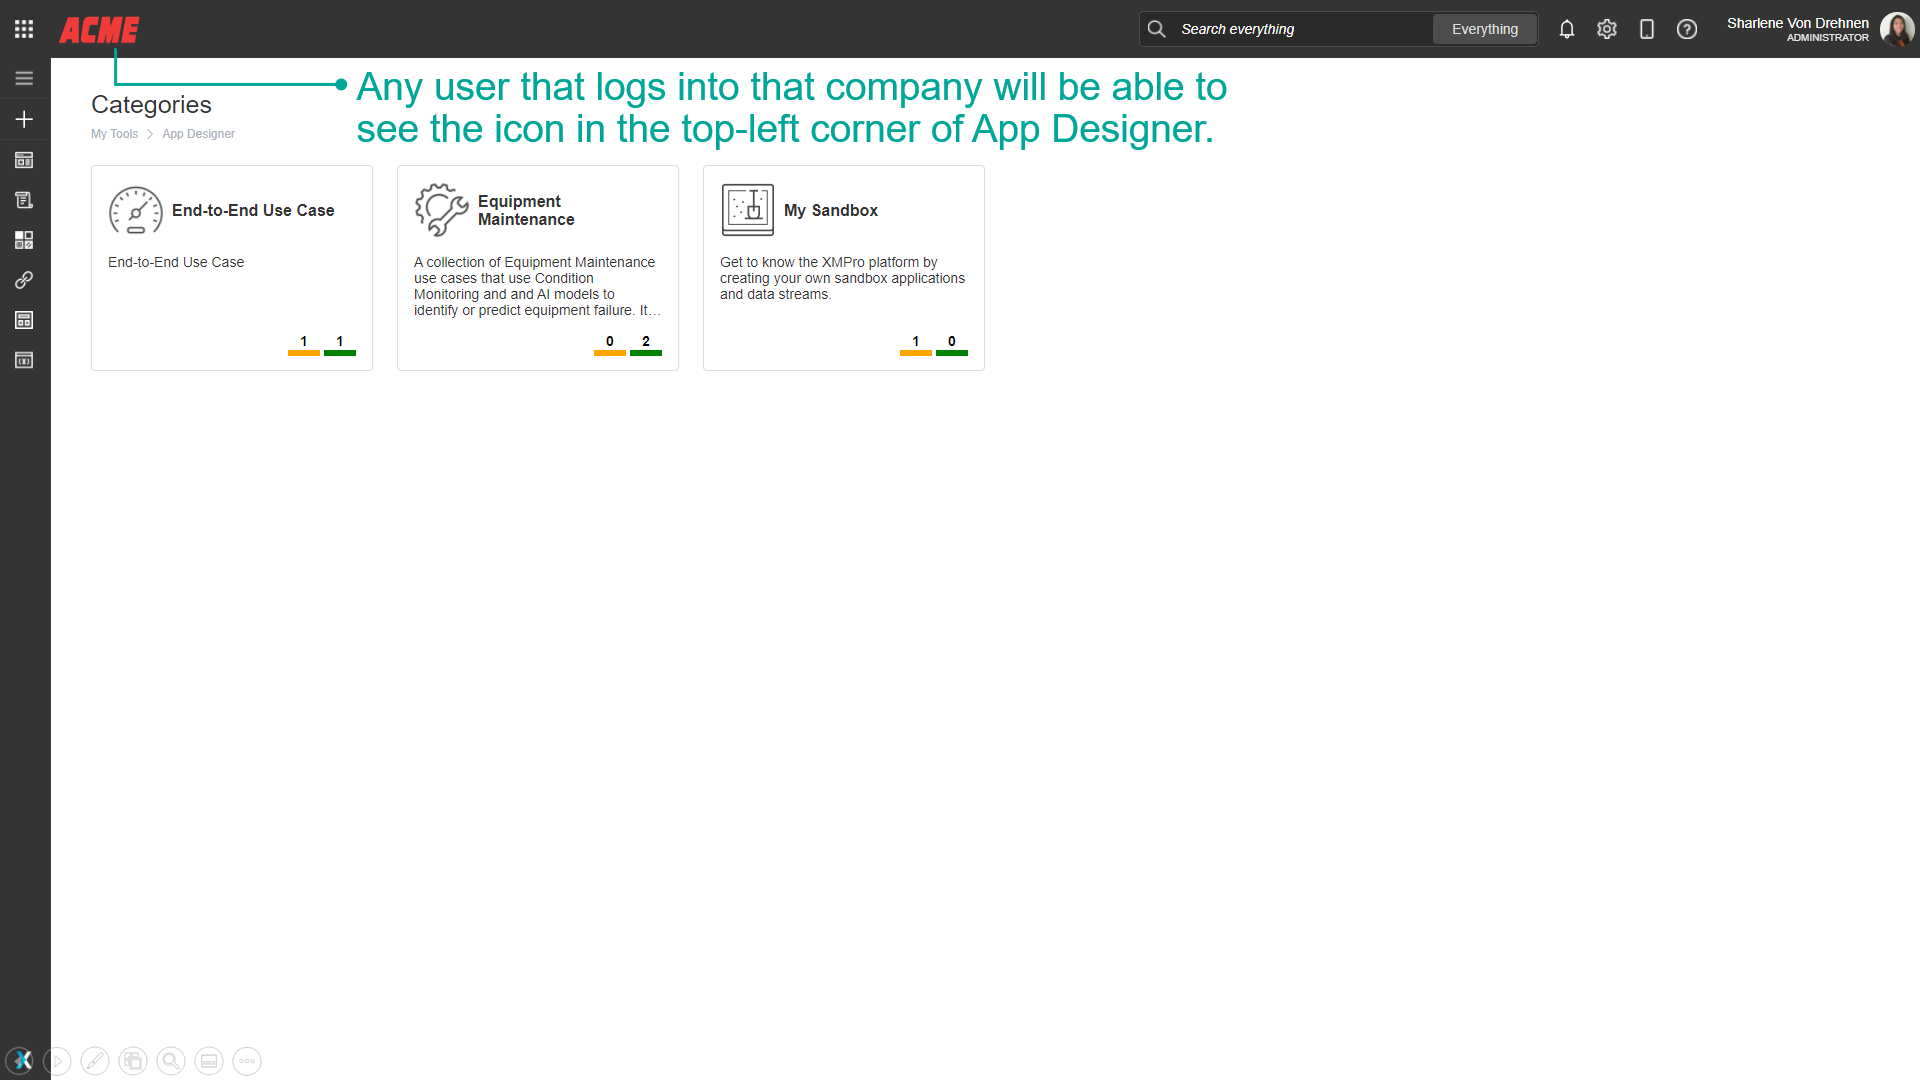 ACME
Search everything
Everything
Sharlene Von Drehnen
ADMINISTRATOR
Any user that logs into that company will be able to
see the icon in the top-left corner of App Designer.
Categories
My Tools
App Designer
End-to-End Use Case
End-to-End Use Case
1 1
Equipment
Maintenance
A collection of Equipment Maintenance
use cases that use Condition
Monitoring and and AI models to
identify or predict equipment failure. It…
0 2
My Sandbox
Get to know the XMPro platform by
creating your own sandbox applications
and data streams.
1 0